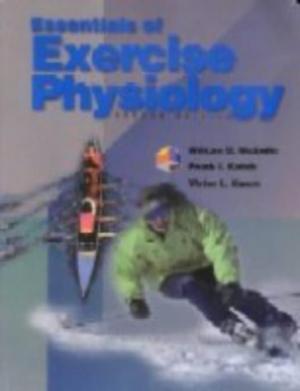 Essentials of
Exercise
Physiology
William D. McArdle
Frank I. Katch
Victor L. Katch